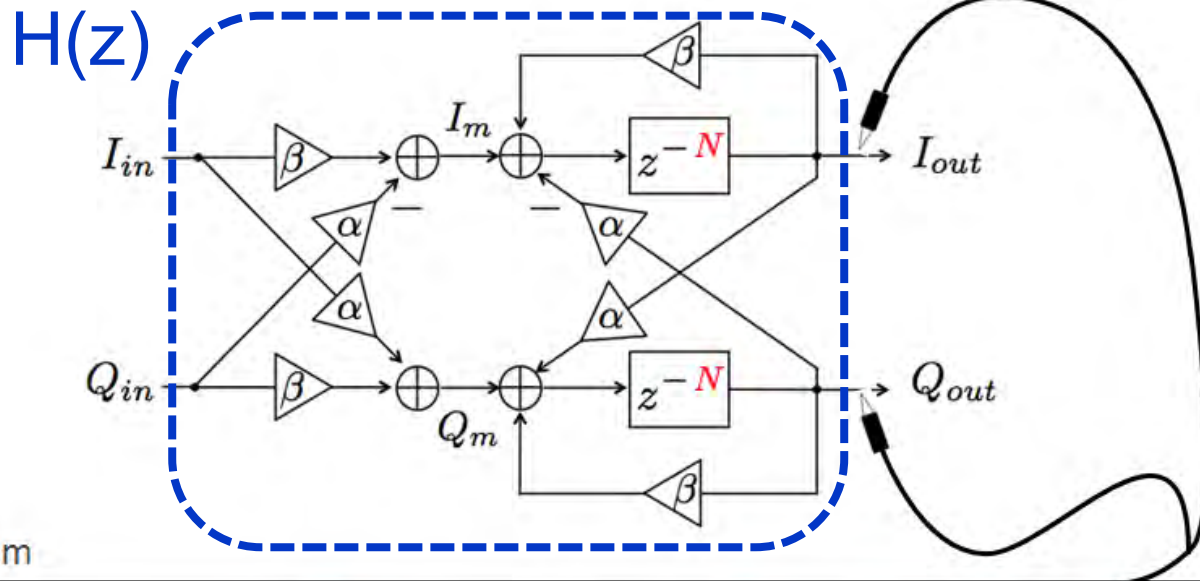 H(z)
β
I_m
I_in
β
z^{-N}
I_out
−
−
α
α
α
α
Q_in
β
z^{-N}
Q_out
Q_m
β
m